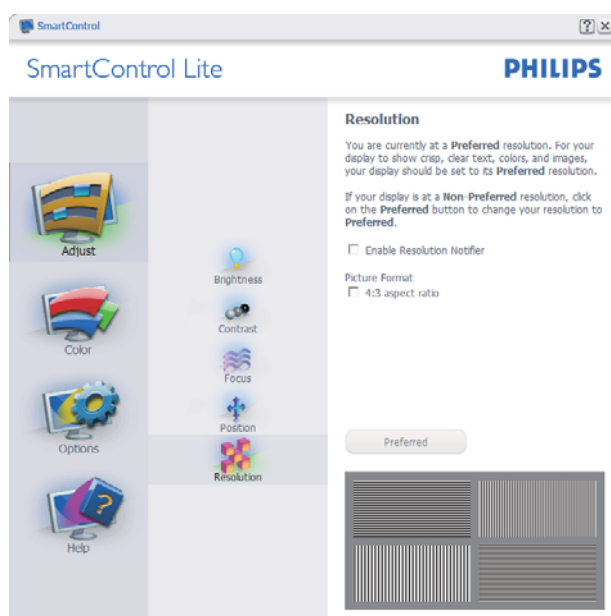 SmartControl
SmartControl Lite
PHILIPS
Adjust
Color
Options
Help
Brightness
Contrast
Focus
Position
Resolution
Resolution
You are currently at a Preferred resolution. For your
display to show crisp, clear text, colors, and images,
your display should be set to its Preferred resolution.
If your display is at a Non-Preferred resolution, click
on the Preferred button to change your resolution to
Preferred.
Enable Resolution Notifier
Picture Format
4:3 aspect ratio
Preferred